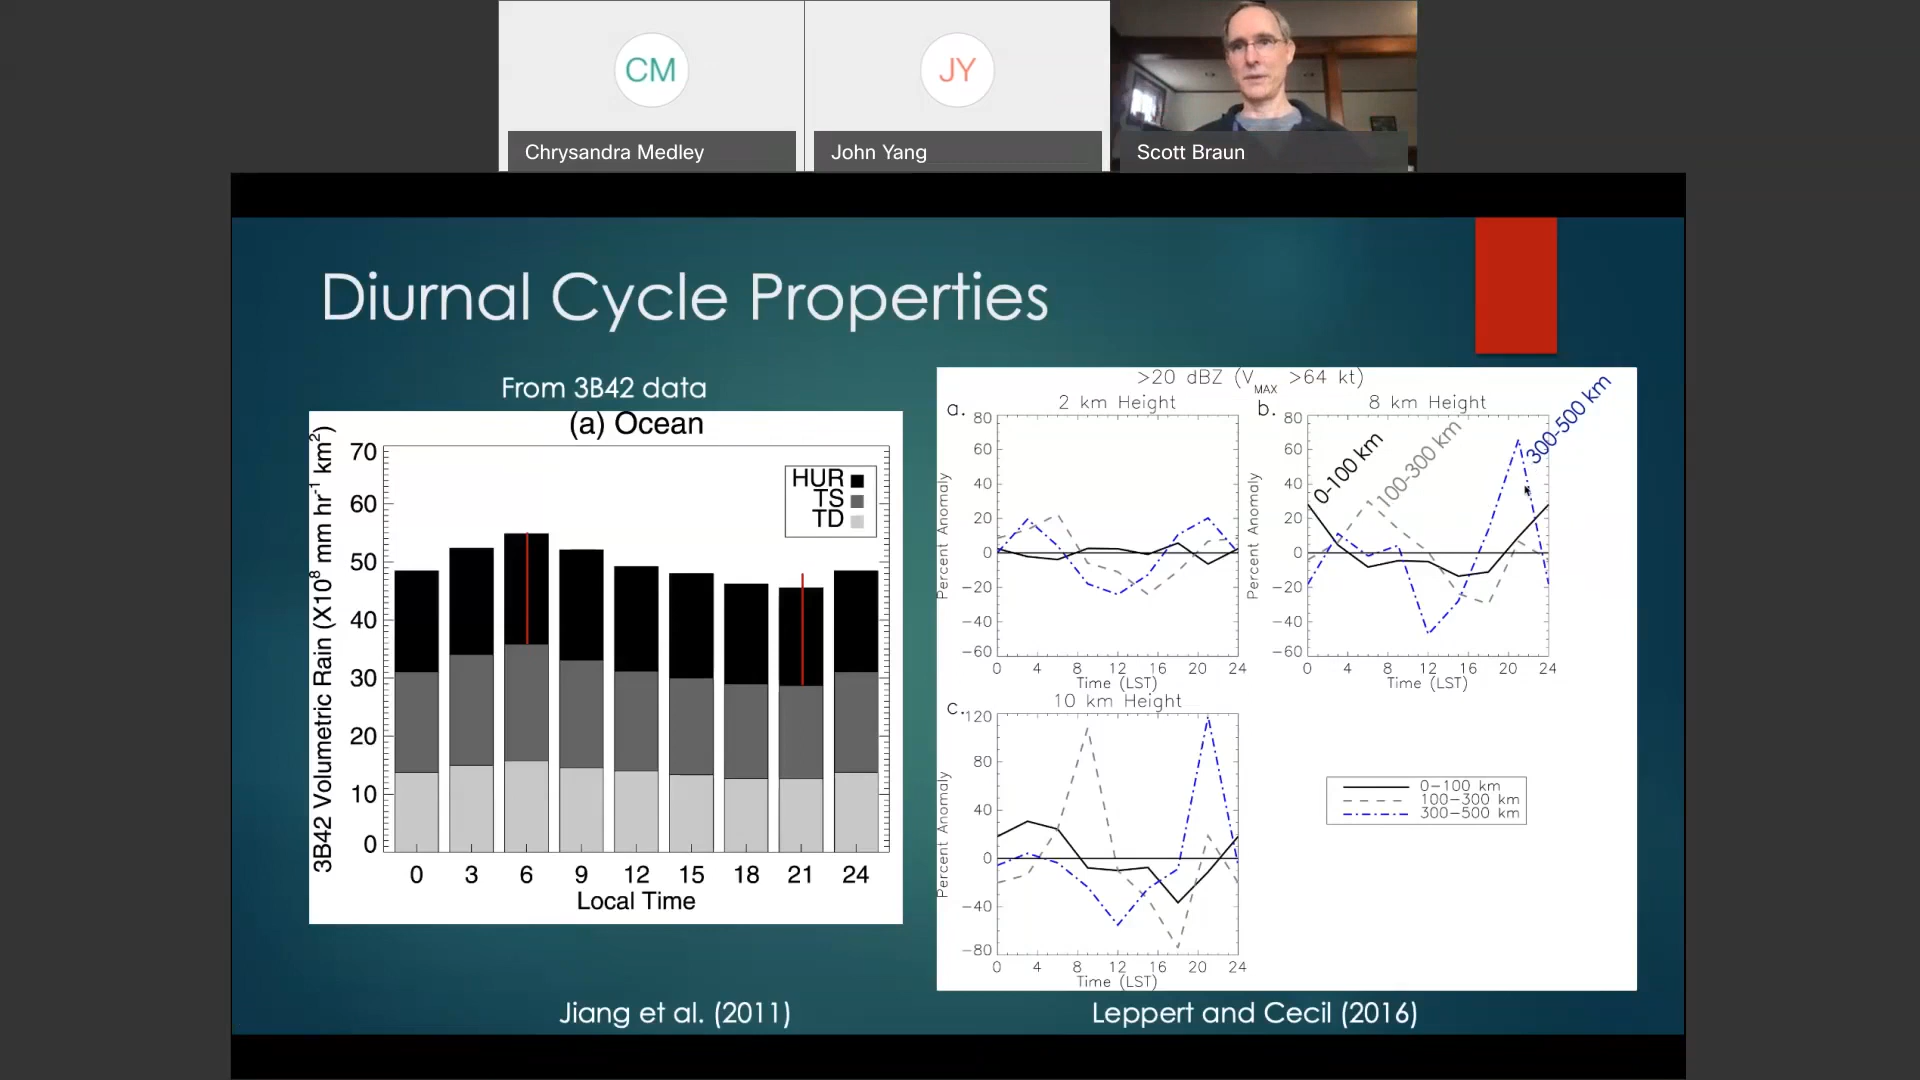 CM
JY
Chrysandra Medley
John Yang
Scott Braun
Diurnal Cycle Properties
From 3B42 data
(a) Ocean
3B42 Volumetric Rain (X10⁸ mm hr⁻¹ km²)
70
60
50
40
30
20
10
0
HUR
TS
TD
0 3 6 9 12 15 18 21 24
Local Time
Jiang et al. (2011)
>20 dBZ (VMAX >64 kt)
a.
2 km Height
Percent Anomaly
80
60
40
20
0
−20
−40
−60
0 4 8 12 16 20 24
Time (LST)
b.
8 km Height
Percent Anomaly
80
60
40
20
0
−20
−40
−60
0-100 km
100-300 km
300-500 km
0 4 8 12 16 20 24
Time (LST)
c.
10 km Height
Percent Anomaly
120
80
40
0
−40
−80
0 4 8 12 16 20 24
Time (LST)
0−100 km
100−300 km
300−500 km
Leppert and Cecil (2016)